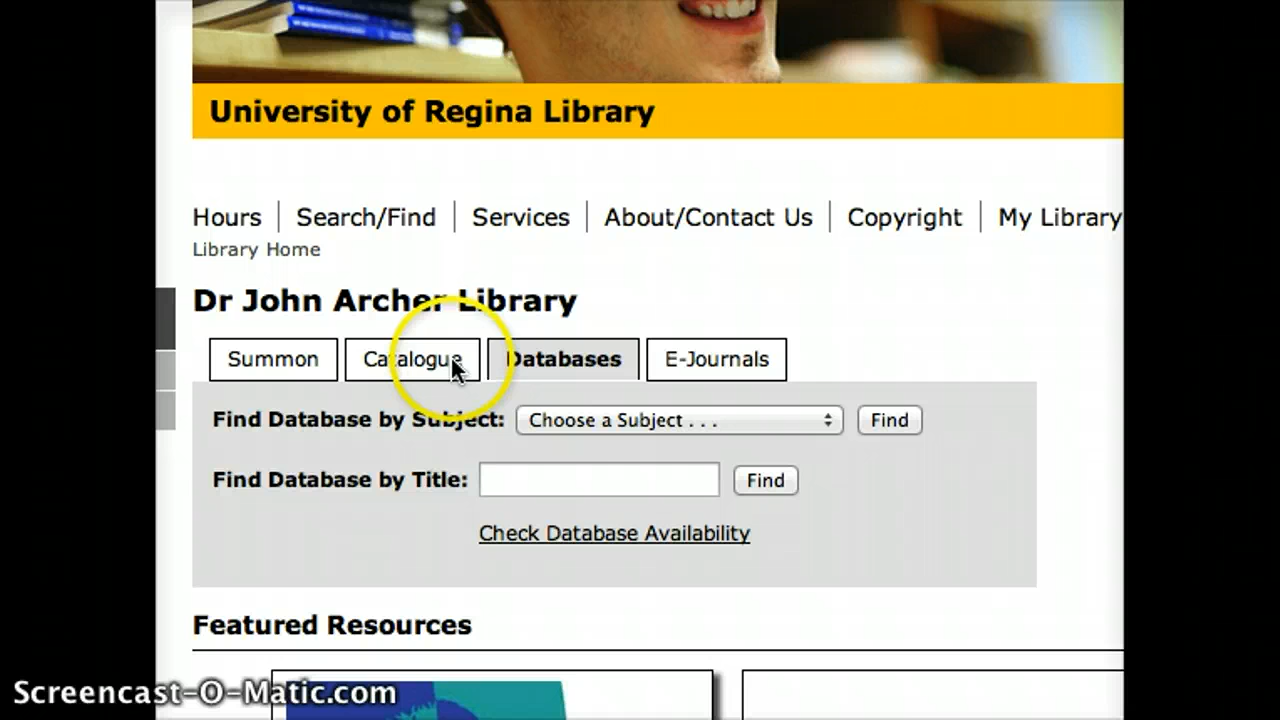 University of Regina Library
Hours Search/Find Services About/Contact Us Copyright My Library
Library Home
Dr John Archer Library
Summon Catalogue Databases E-Journals
Find Database by Subject: Choose a Subject . . . Find
Find Database by Title: Find
Check Database Availability
Featured Resources
Screencast-O-Matic.com